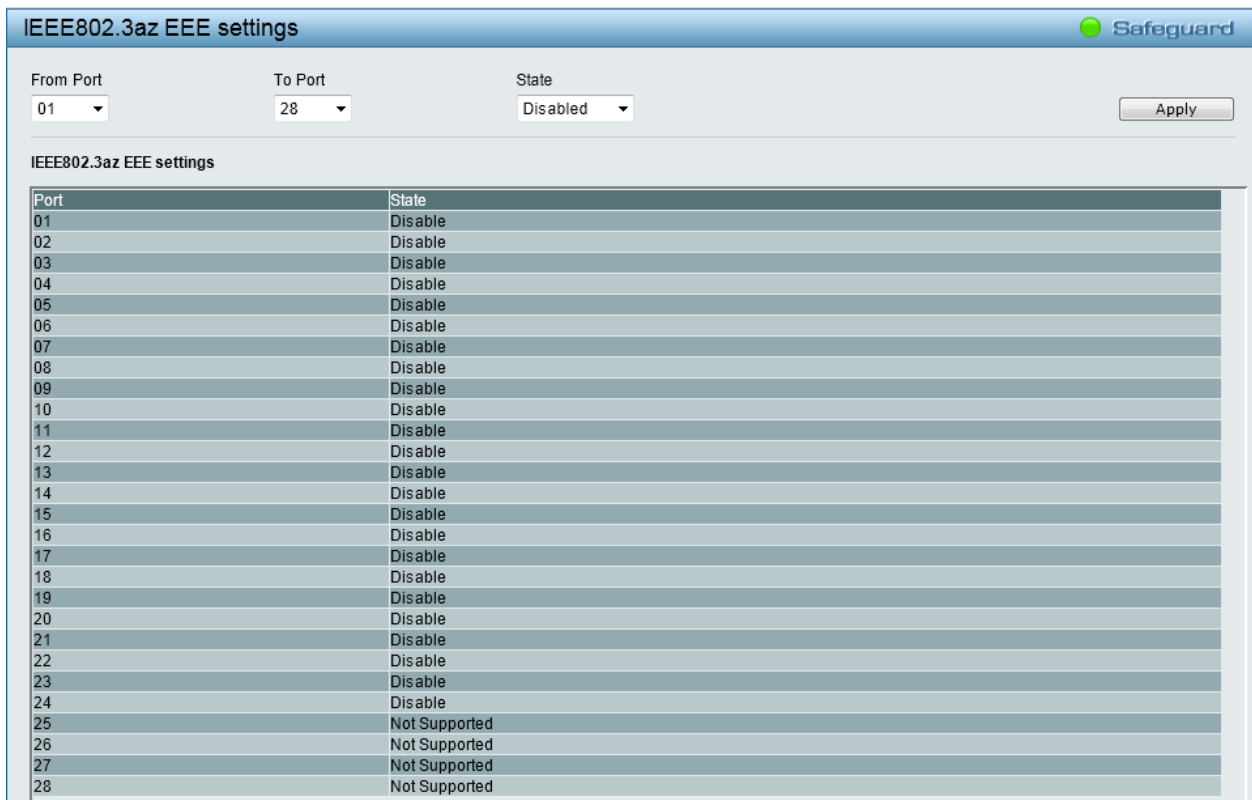 IEEE802.3az EEE settings Safeguard
From Port To Port State
01 28 Disabled Apply
IEEE802.3az EEE settings
Port State
01 Disable
02 Disable
03 Disable
04 Disable
05 Disable
06 Disable
07 Disable
08 Disable
09 Disable
10 Disable
11 Disable
12 Disable
13 Disable
14 Disable
15 Disable
16 Disable
17 Disable
18 Disable
19 Disable
20 Disable
21 Disable
22 Disable
23 Disable
24 Disable
25 Not Supported
26 Not Supported
27 Not Supported
28 Not Supported